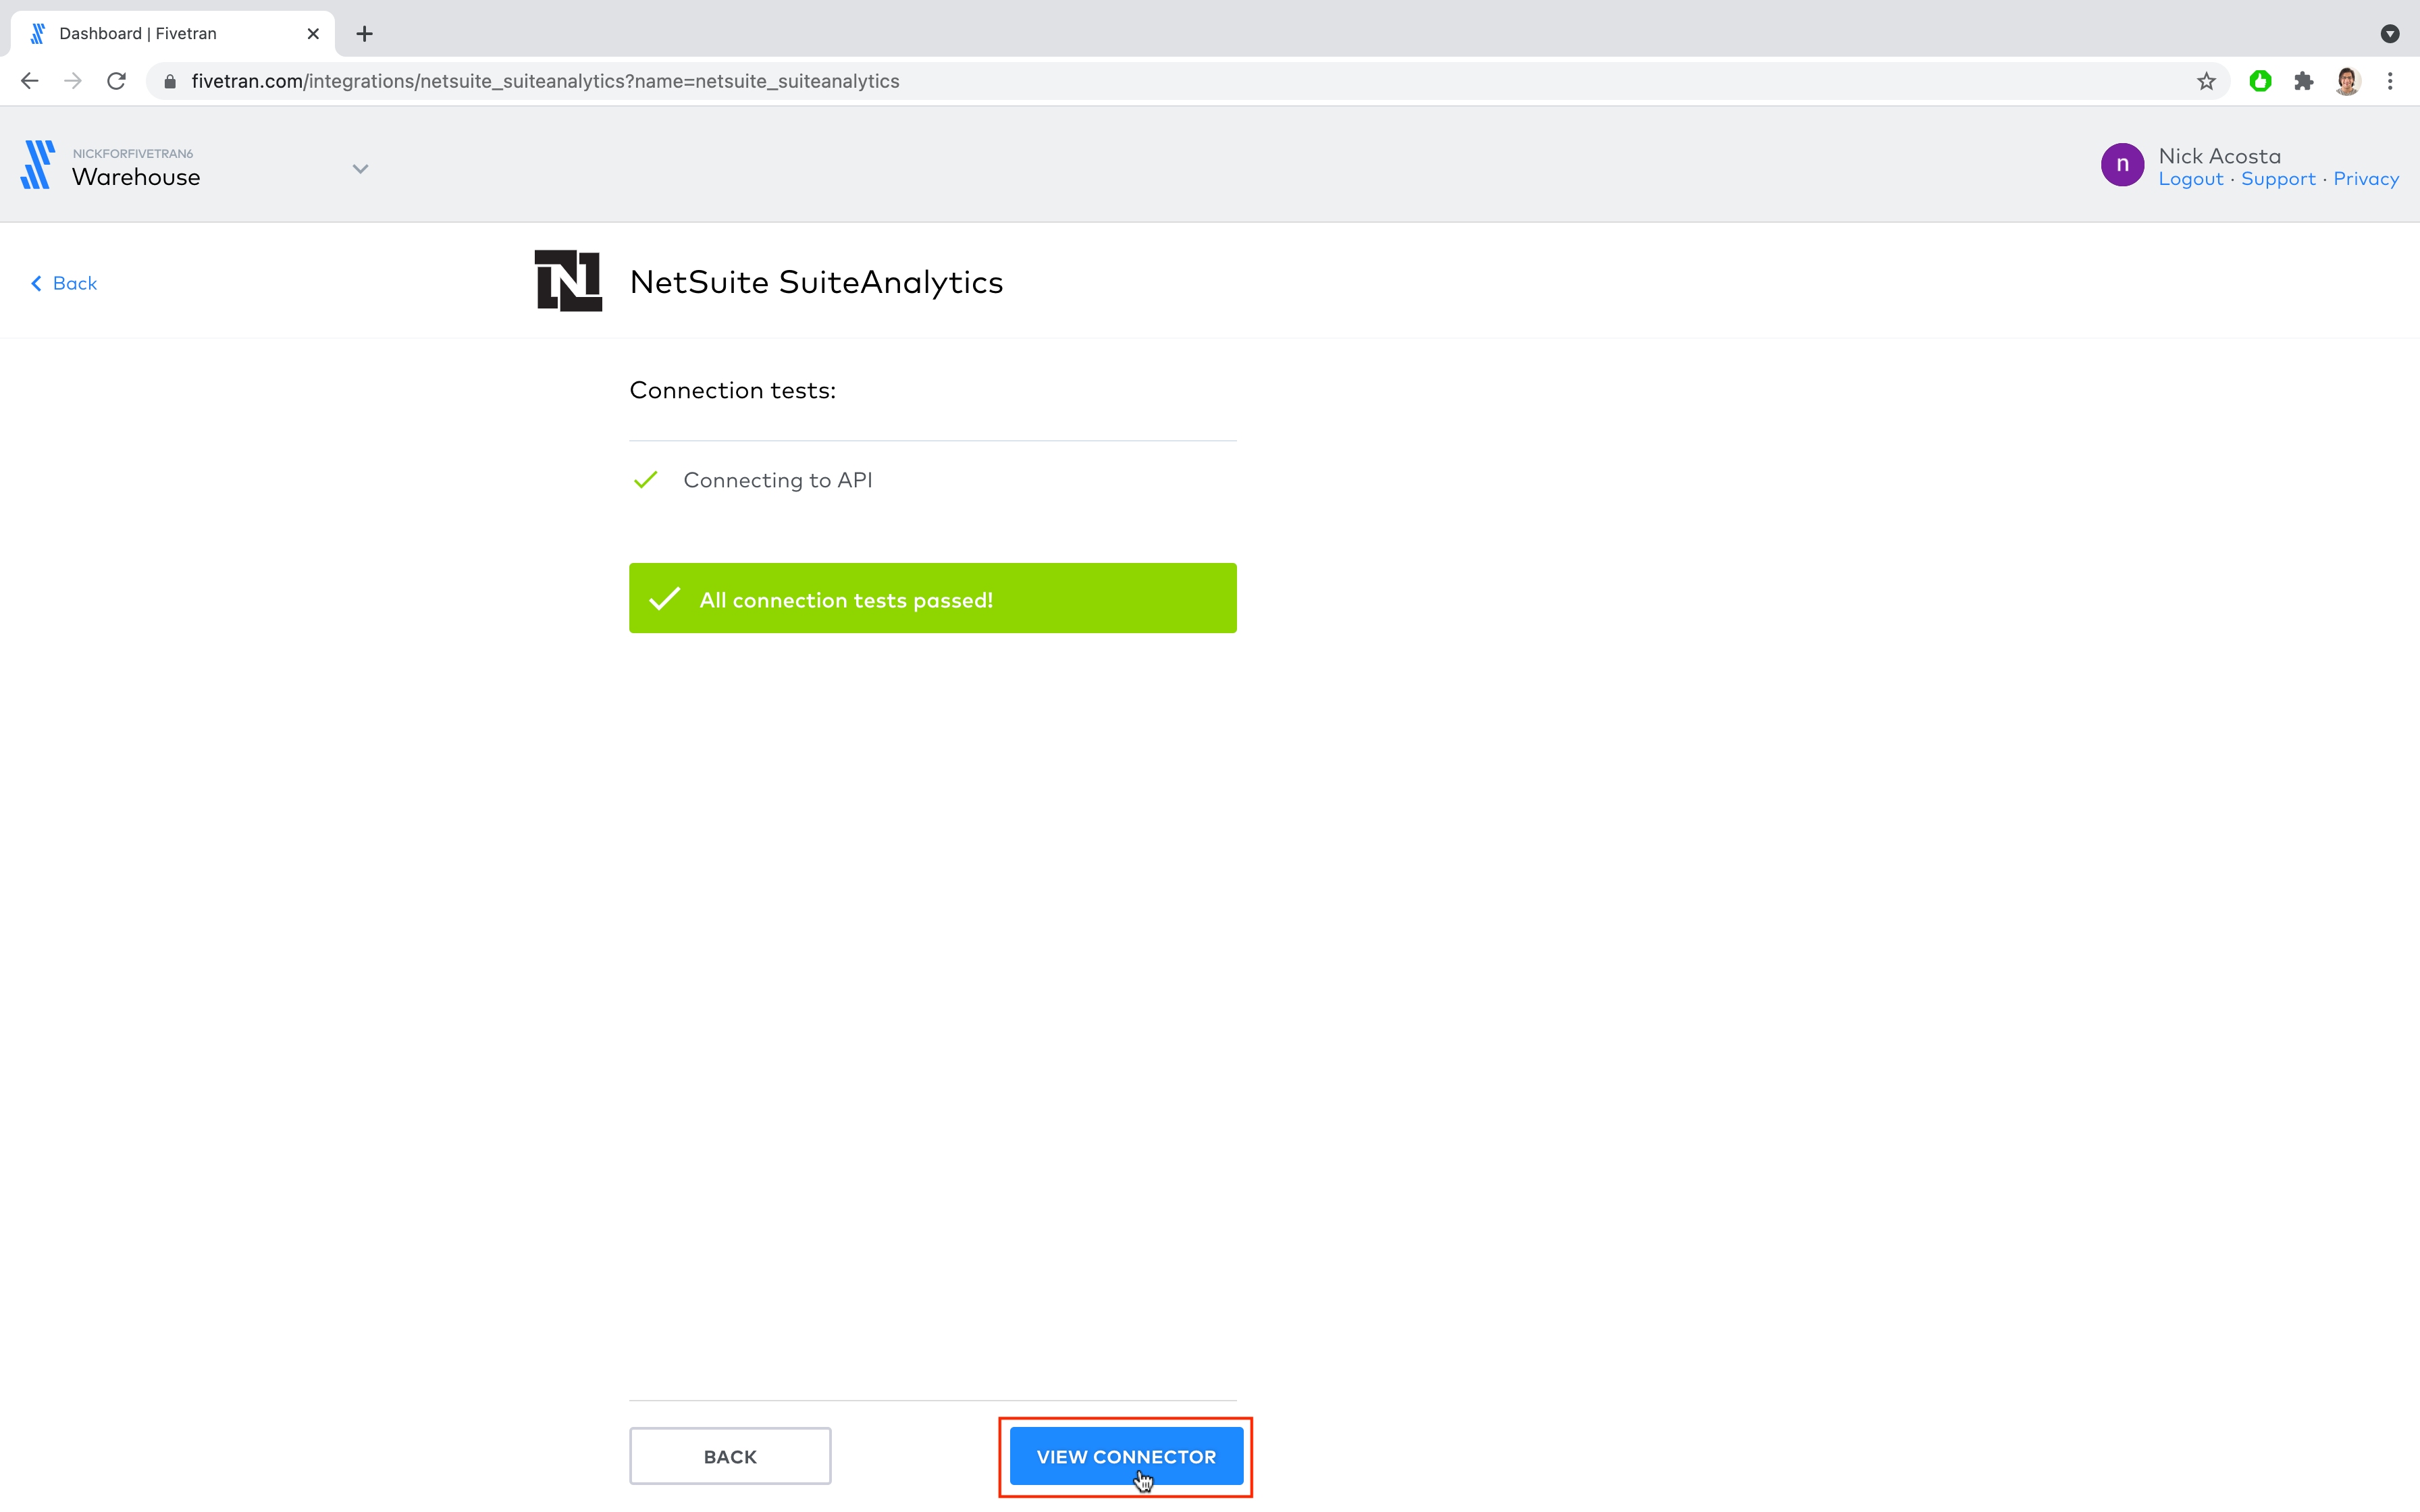 Dashboard | Fivetran
fivetran.com/integrations/netsuite_suiteanalytics?name=netsuite_suiteanalytics
NICKFORFIVETRAN6
Warehouse
n
Nick Acosta
Logout · Support · Privacy
Back
N
NetSuite SuiteAnalytics
Connection tests:
Connecting to API
All connection tests passed!
BACK
VIEW CONNECTOR